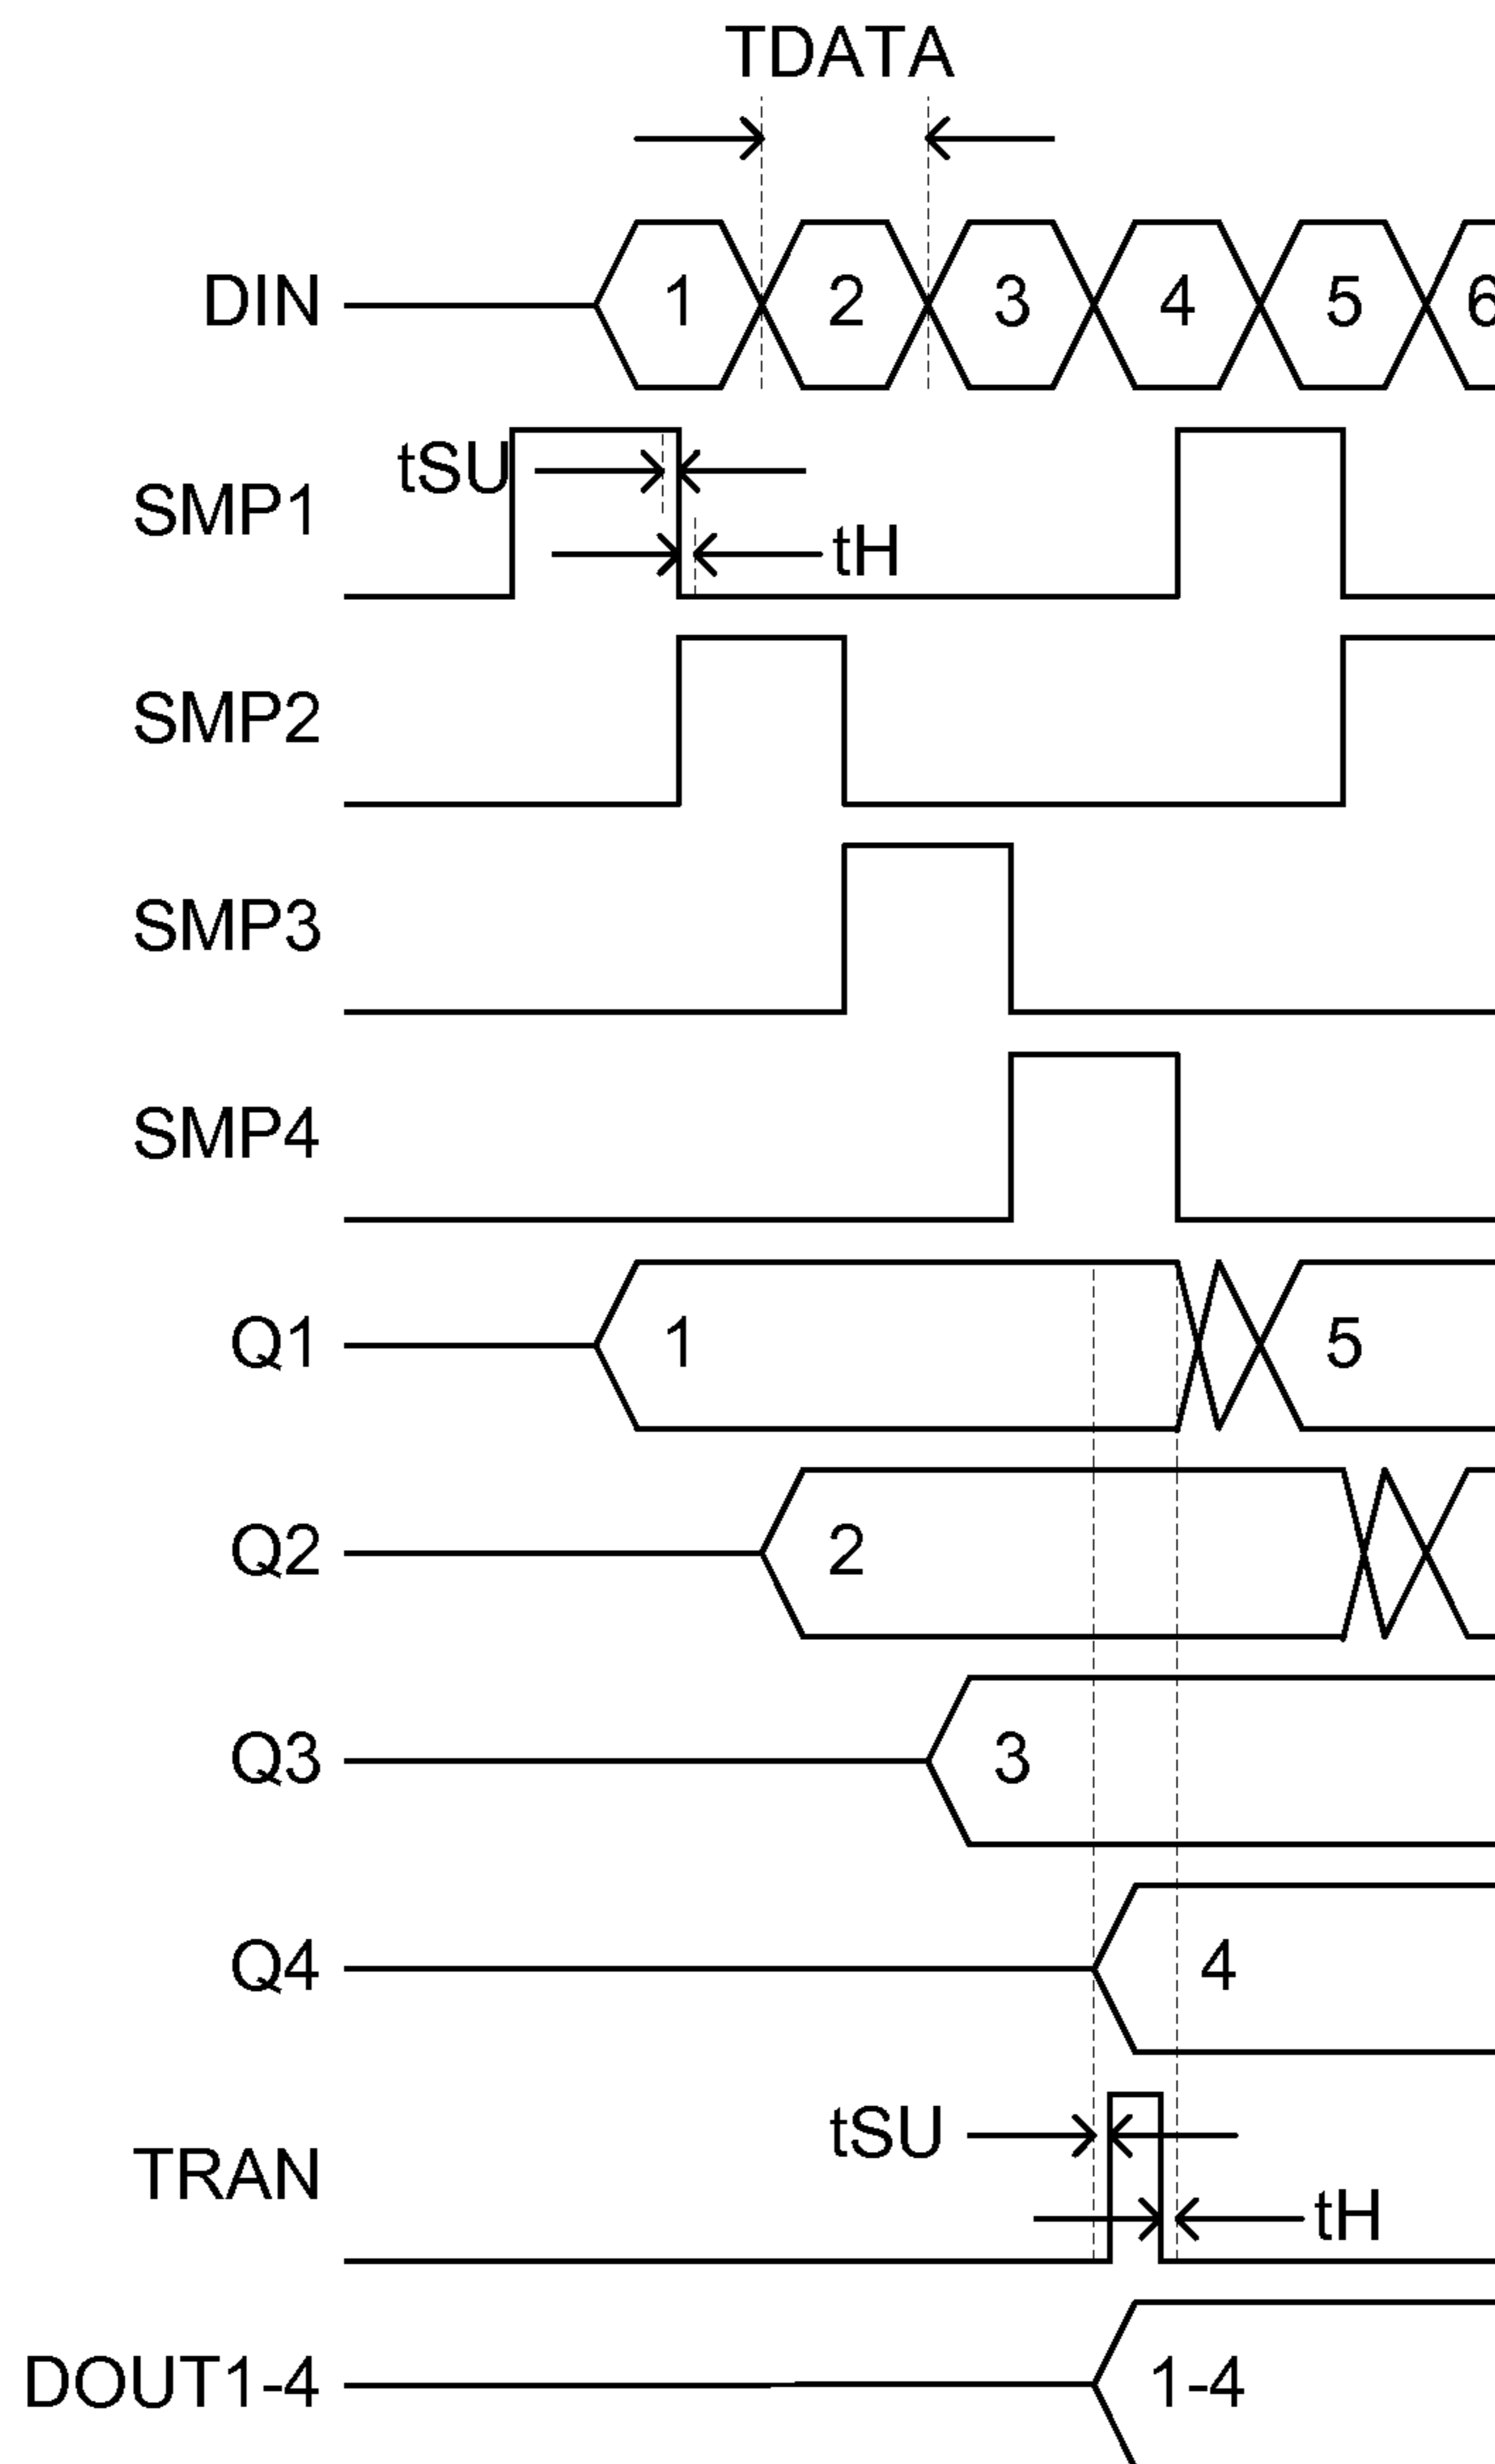 TDATA
DIN 1 2 3 4 5 6
tSU
SMP1
tH
SMP2
SMP3
SMP4
Q1 1 5
Q2 2
Q3 3
Q4 4
tSU
TRAN
tH
DOUT1-4 1-4